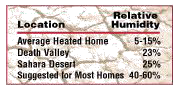 Location Relative Humidity
Average Heated Home 5-15%
Death Valley 23%
Sahara Desert 25%
Suggested for Most Homes 40-60%